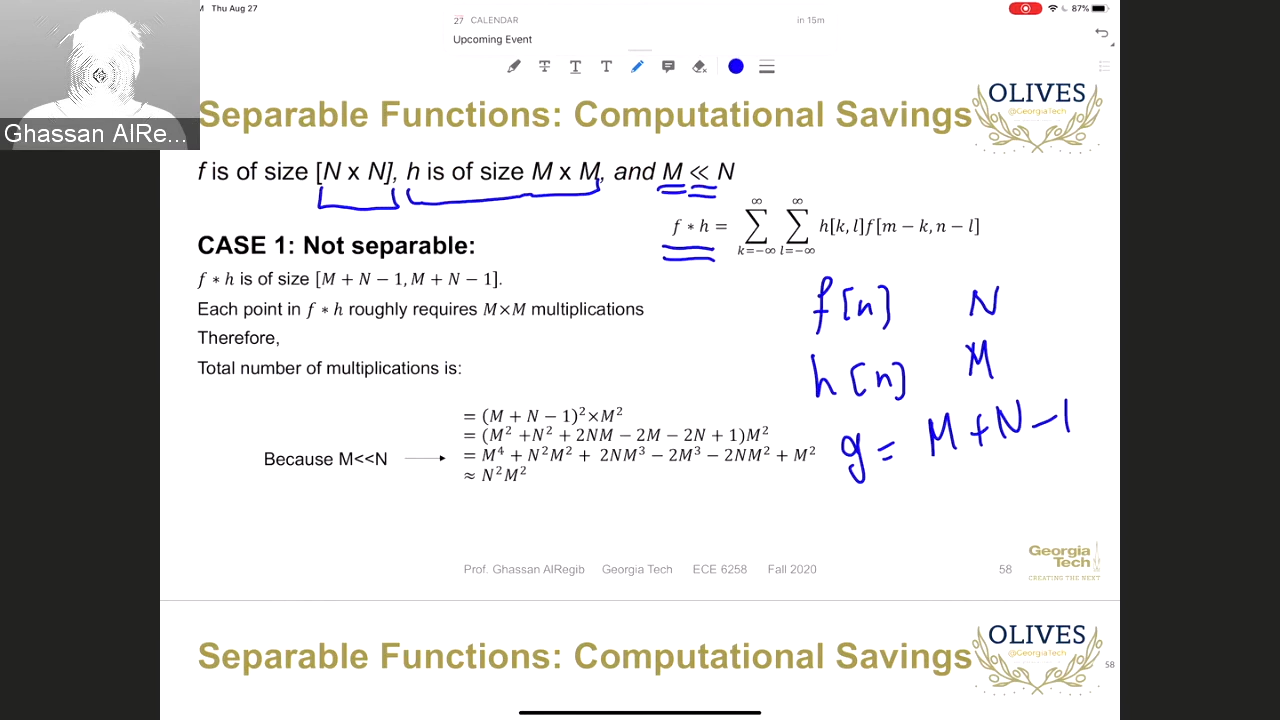 Thu Aug 27
87%
27 CALENDAR
in 15m
Upcoming Event
Ghassan AlRe...
Separable Functions: Computational Savings
OLIVES
@GeorgiaTech
f is of size [N x N], h is of size M x M, and M ≪ N
f ∗ h = ∑_{k=−∞}^{∞} ∑_{l=−∞}^{∞} h[k, l]f[m − k, n − l]
CASE 1: Not separable:
f ∗ h is of size [M + N − 1, M + N − 1].
Each point in f ∗ h roughly requires M×M multiplications
Therefore,
Total number of multiplications is:
f[n] N
h[n] M
g = M+N−1
= (M + N − 1)²×M²
= (M² +N² + 2NM − 2M − 2N + 1)M²
= M⁴ + N²M² + 2NM³ − 2M³ − 2NM² + M²
≈ N²M²
Because M<<N
Prof. Ghassan AlRegib Georgia Tech ECE 6258 Fall 2020
58
Georgia
Tech
CREATING THE NEXT
Separable Functions: Computational Savings
OLIVES
@GeorgiaTech
58